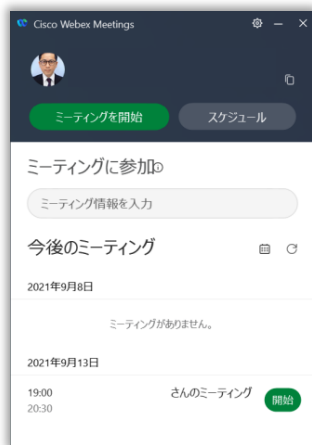 Cisco Webex Meetings
ミーティングを開始
スケジュール
ミーティングに参加
ミーティング情報を入力
今後のミーティング
2021年9月8日
ミーティングがありません。
2021年9月13日
19:00 さんのミーティング 開始
20:30